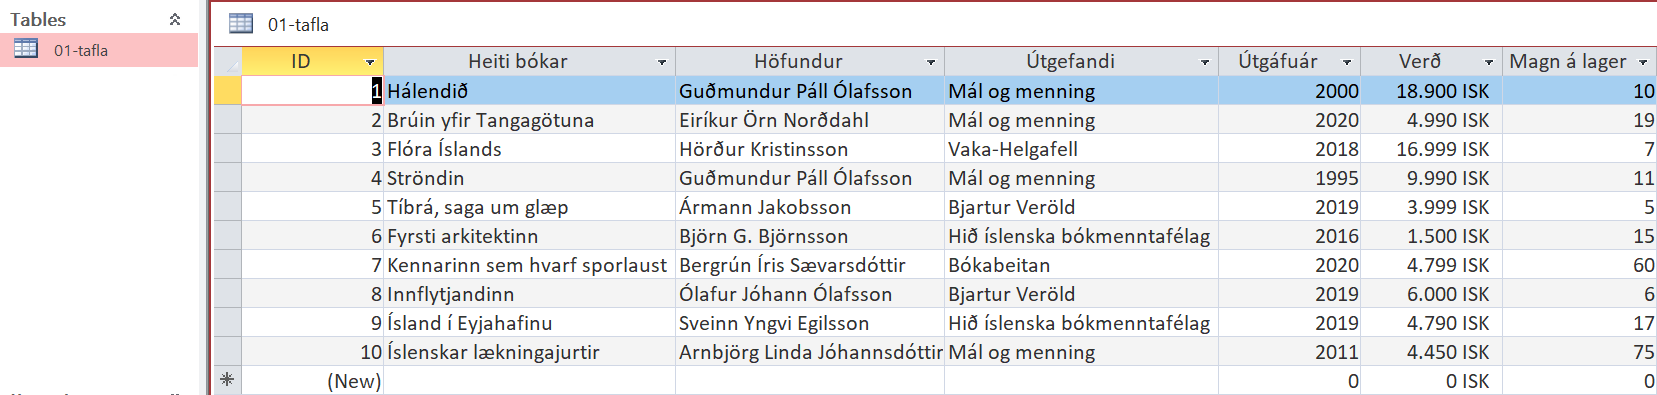 Tables
01-tafla
01-tafla
ID Heiti bókar Höfundur Útgefandi Útgáfuár Verð Magn á lager
1 Hálendið Guðmundur Páll Ólafsson Mál og menning 2000 18.900 ISK 10
2 Brúin yfir Tangagötuna Eiríkur Örn Norðdahl Mál og menning 2020 4.990 ISK 19
3 Flóra Íslands Hörður Kristinsson Vaka-Helgafell 2018 16.999 ISK 7
4 Ströndin Guðmundur Páll Ólafsson Mál og menning 1995 9.990 ISK 11
5 Tíbrá, saga um glæp Ármann Jakobsson Bjartur Veröld 2019 3.999 ISK 5
6 Fyrsti arkitektinn Björn G. Björnsson Hið íslenska bókmenntafélag 2016 1.500 ISK 15
7 Kennarinn sem hvarf sporlaust Bergrún Íris Sævarsdóttir Bókabeitan 2020 4.799 ISK 60
8 Innflytjandinn Ólafur Jóhann Ólafsson Bjartur Veröld 2019 6.000 ISK 6
9 Ísland í Eyjahafinu Sveinn Yngvi Egilsson Hið íslenska bókmenntafélag 2019 4.790 ISK 17
10 Íslenskar lækningajurtir Arnbjörg Linda Jóhannsdóttir Mál og menning 2011 4.450 ISK 75
(New) 0 0 ISK 0